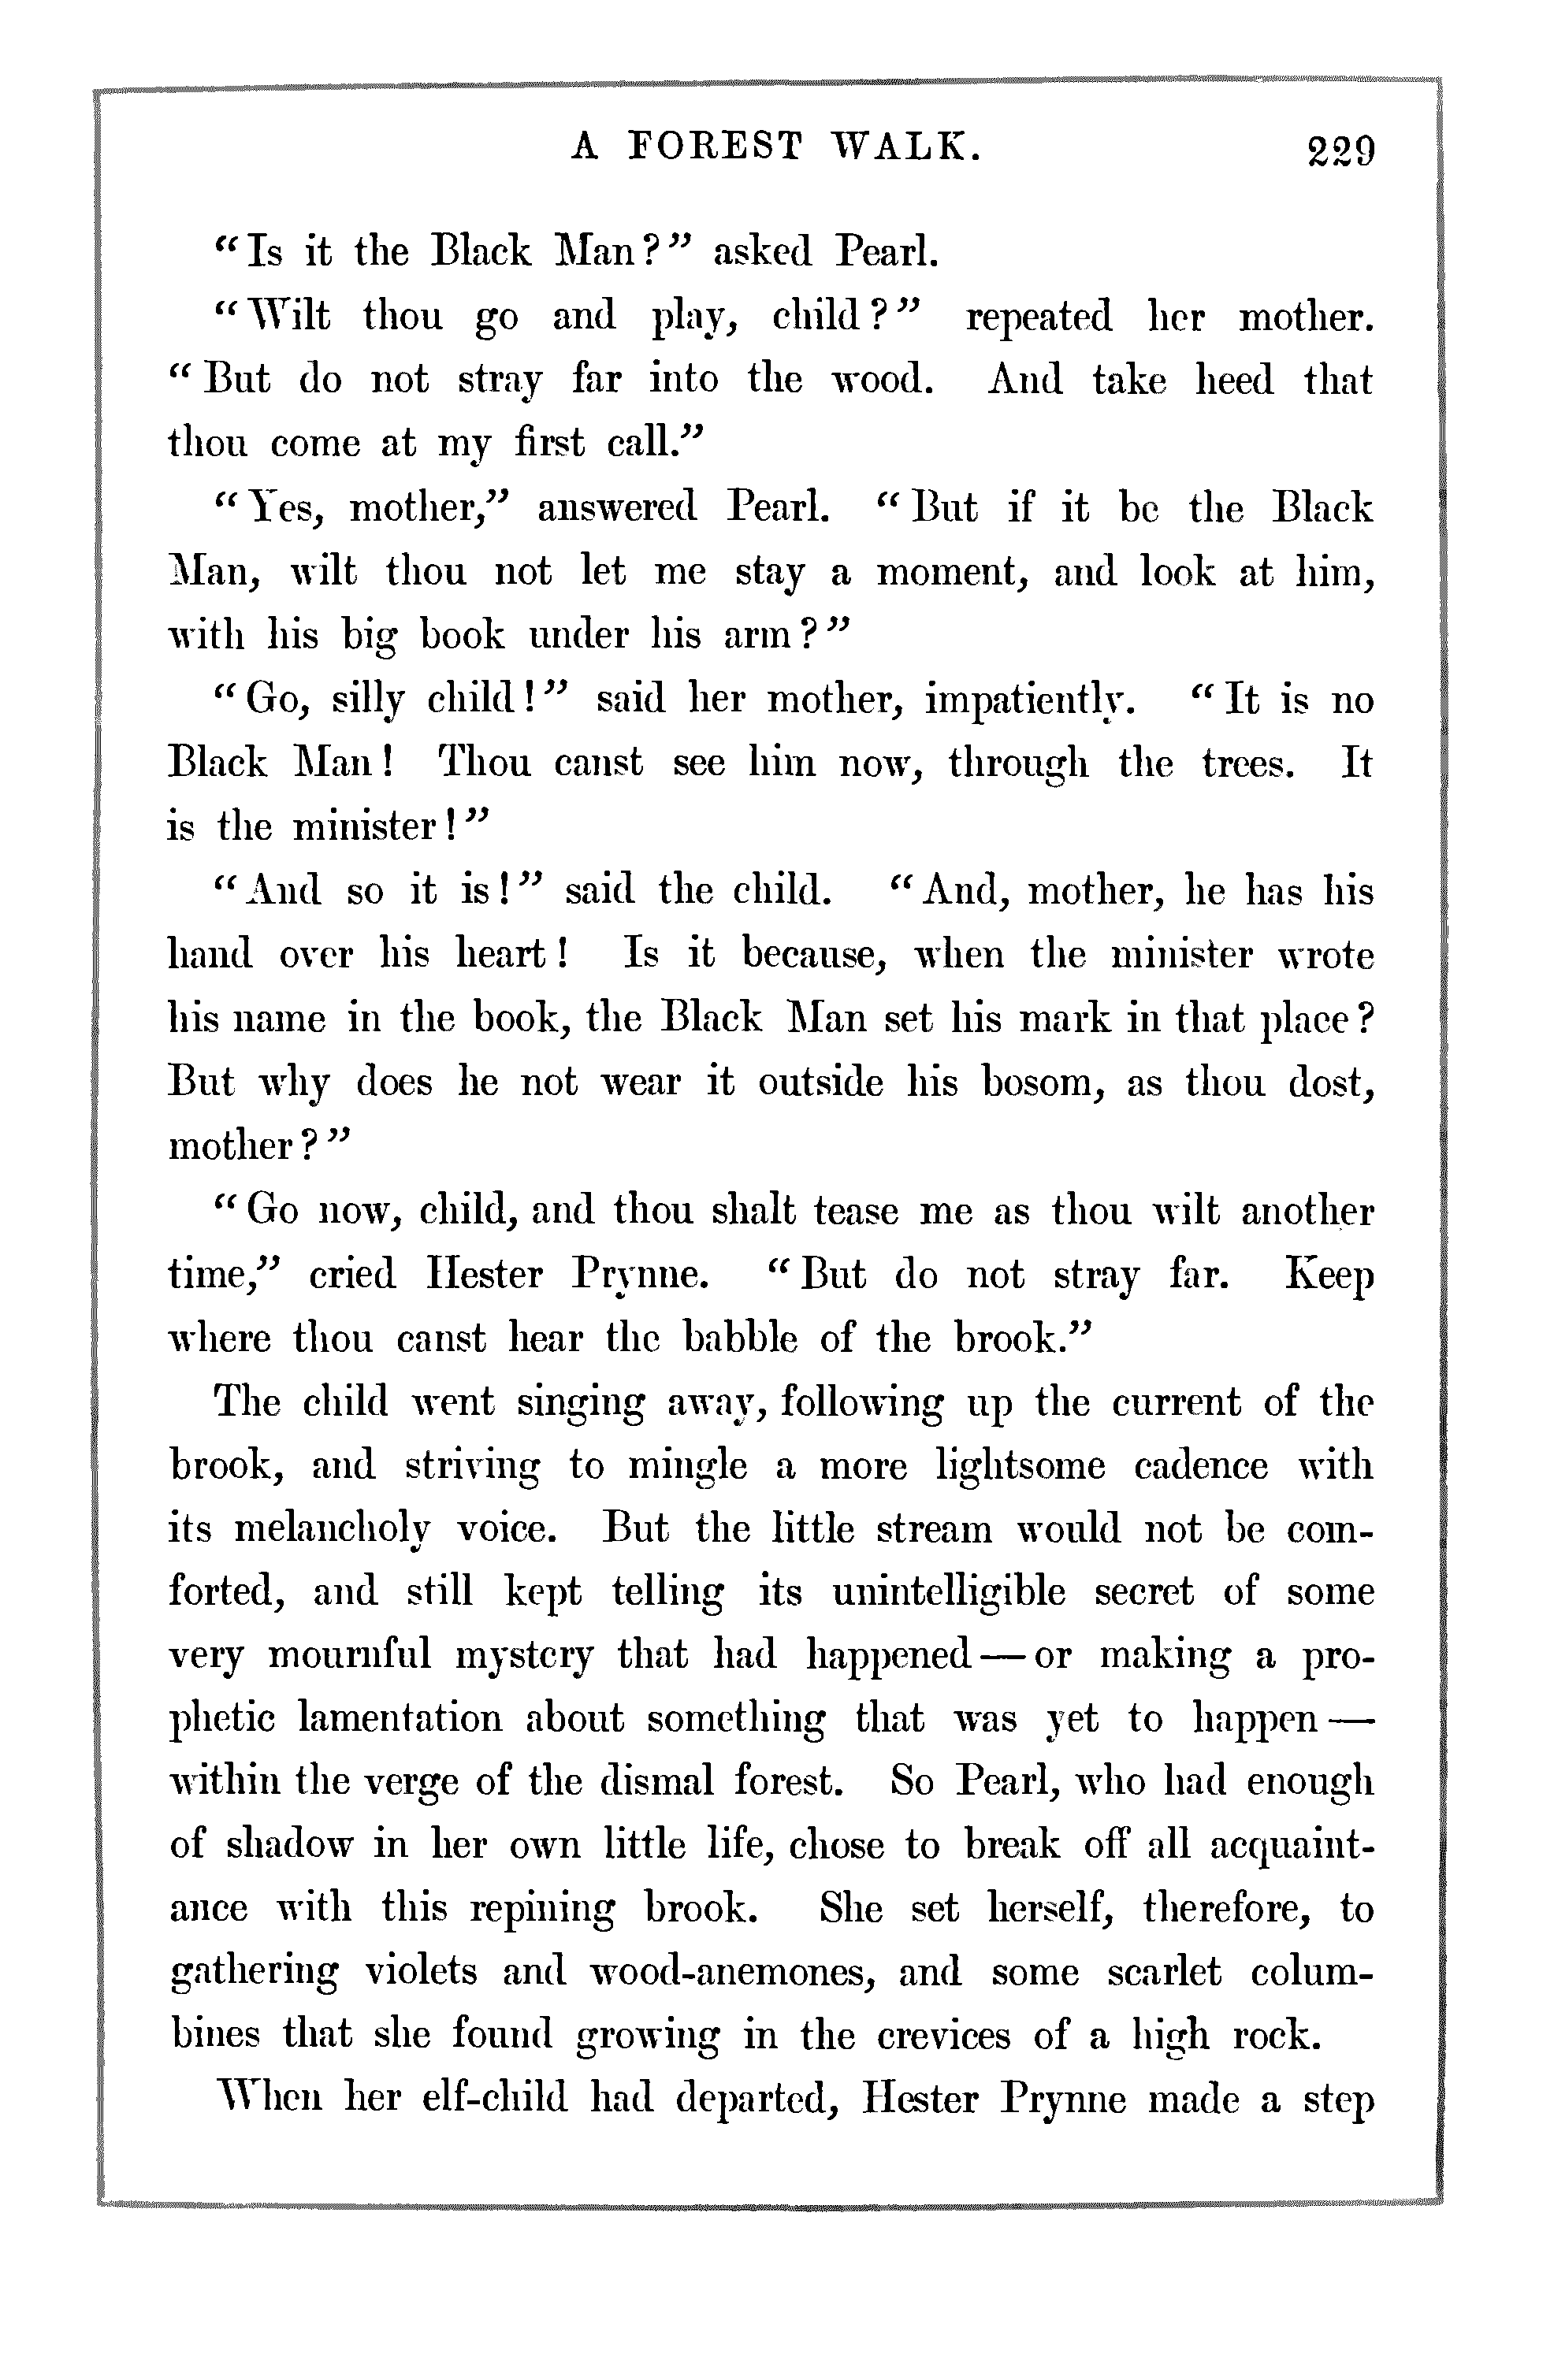 A FOREST WALK. 229
“Is it the Black Man?” asked Pearl.
“Wilt thou go and play, child?” repeated her mother.
“But do not stray far into the wood. And take heed that
thou come at my first call.”
“Yes, mother,” answered Pearl. “But if it be the Black
Man, wilt thou not let me stay a moment, and look at him,
with his big book under his arm?”
“Go, silly child!” said her mother, impatiently. “It is no
Black Man! Thou canst see him now, through the trees. It
is the minister!”
“And so it is!” said the child. “And, mother, he has his
hand over his heart! Is it because, when the minister wrote
his name in the book, the Black Man set his mark in that place?
But why does he not wear it outside his bosom, as thou dost,
mother?”
“Go now, child, and thou shalt tease me as thou wilt another
time,” cried Hester Prynne. “But do not stray far. Keep
where thou canst hear the babble of the brook.”
The child went singing away, following up the current of the
brook, and striving to mingle a more lightsome cadence with
its melancholy voice. But the little stream would not be com-
forted, and still kept telling its unintelligible secret of some
very mournful mystery that had happened — or making a pro-
phetic lamentation about something that was yet to happen —
within the verge of the dismal forest. So Pearl, who had enough
of shadow in her own little life, chose to break off all acquaint-
ance with this repining brook. She set herself, therefore, to
gathering violets and wood-anemones, and some scarlet colum-
bines that she found growing in the crevices of a high rock.
When her elf-child had departed, Hester Prynne made a step